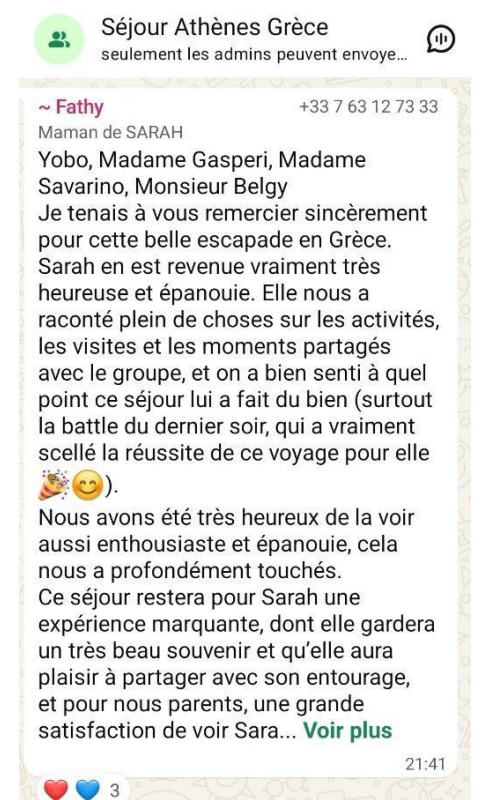 Séjour Athènes Grèce
seulement les admins peuvent envoye...
~ Fathy +33 7 63 12 73 33
Maman de SARAH
Yobo, Madame Gasperi, Madame
Savarino, Monsieur Belgy
Je tenais à vous remercier sincèrement
pour cette belle escapade en Grèce.
Sarah en est revenue vraiment très
heureuse et épanouie. Elle nous a
raconté plein de choses sur les activités,
les visites et les moments partagés
avec le groupe, et on a bien senti à quel
point ce séjour lui a fait du bien (surtout
la battle du dernier soir, qui a vraiment
scellé la réussite de ce voyage pour elle
🎉😊).
Nous avons été très heureux de la voir
aussi enthousiaste et épanouie, cela
nous a profondément touchés.
Ce séjour restera pour Sarah une
expérience marquante, dont elle gardera
un très beau souvenir et qu’elle aura
plaisir à partager avec son entourage,
et pour nous parents, une grande
satisfaction de voir Sara... Voir plus
21:41
❤️ 💙 3